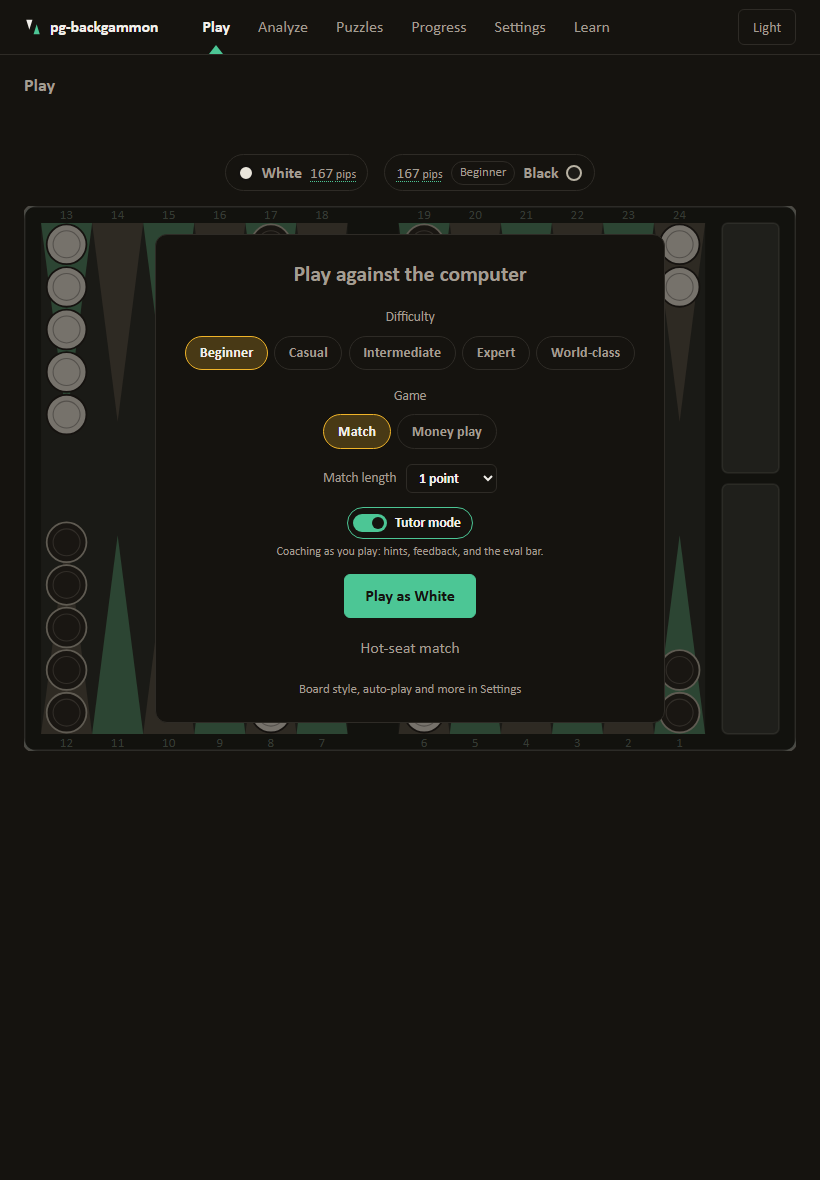 pg-backgammon Play Analyze Puzzles Progress Settings Learn Light
Play
White 167 pips 167 pips Beginner Black
13 14 15 16 17 18 19 20 21 22 23 24
Play against the computer
Difficulty
Beginner Casual Intermediate Expert World-class
Game
Match Money play
Match length 1 point
Tutor mode
Coaching as you play: hints, feedback, and the eval bar.
Play as White
Hot-seat match
Board style, auto-play and more in Settings
12 11 10 9 8 7 6 5 4 3 2 1